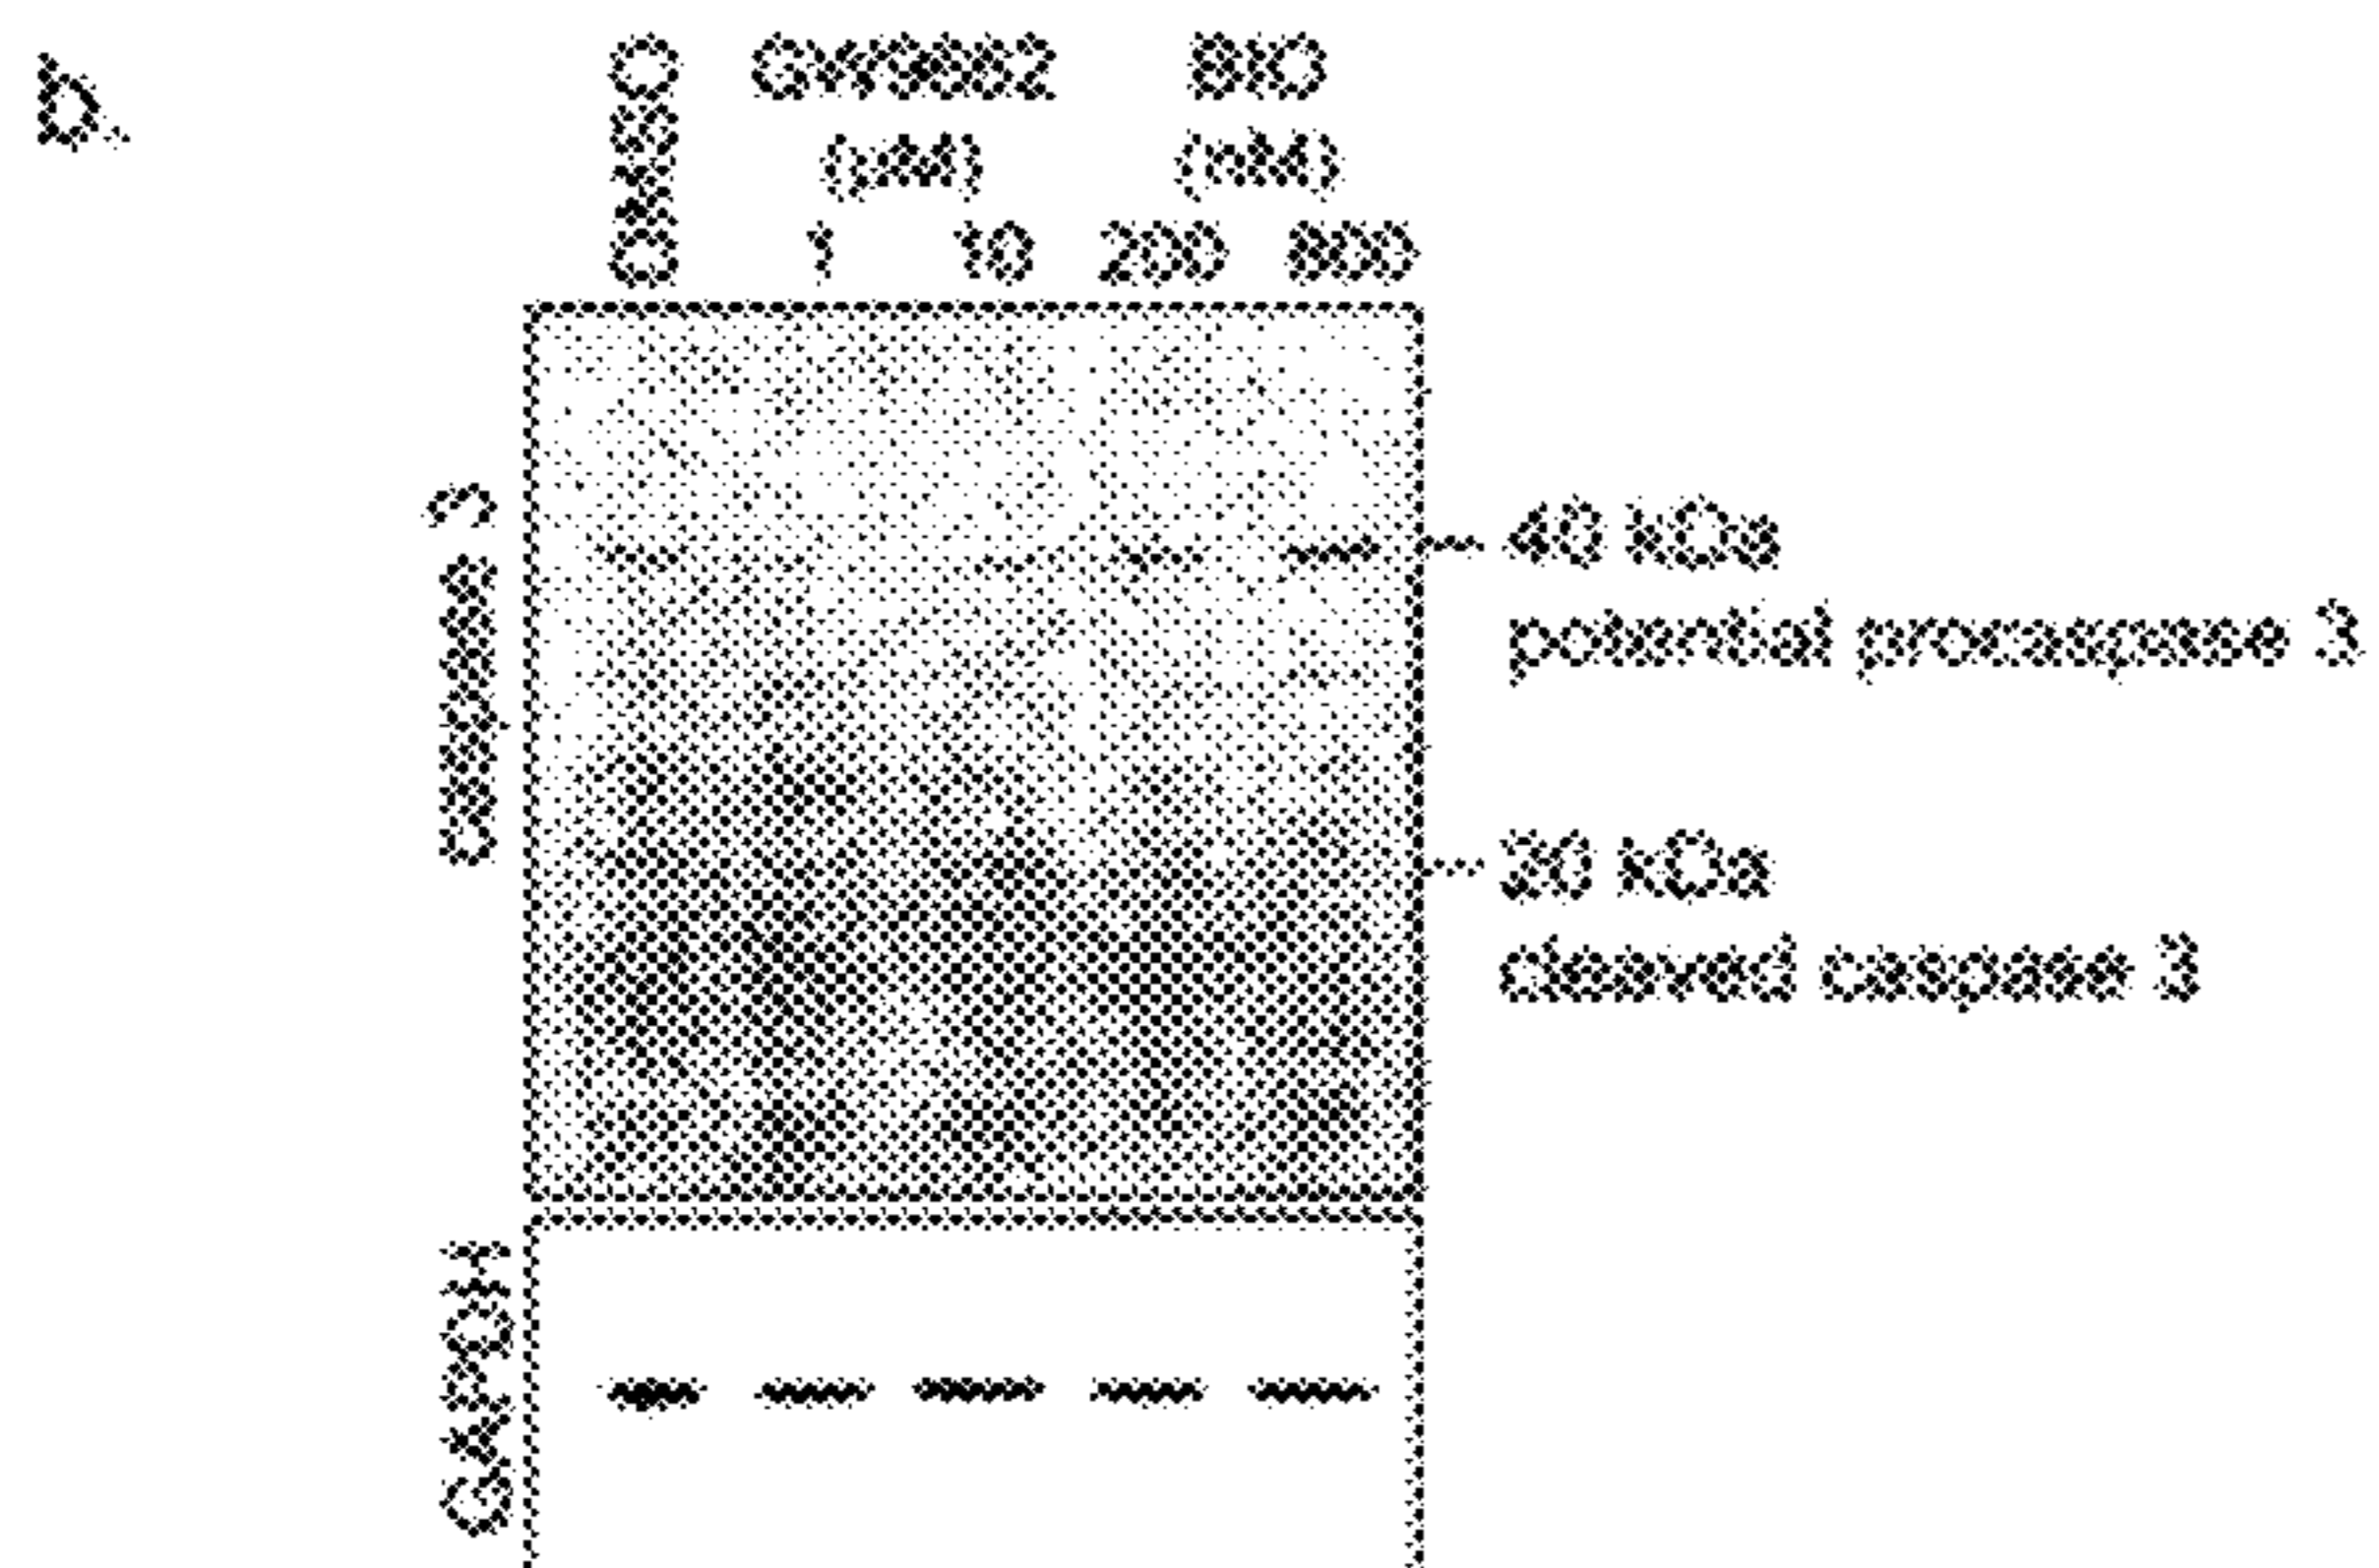 b.
DMSO
GW9662
BIO
(µM)
(nM)
1
10
200
800
Caspase 3
40 kDa
potential procaspase 3
20 kDa
cleaved caspase 3
GAPDH